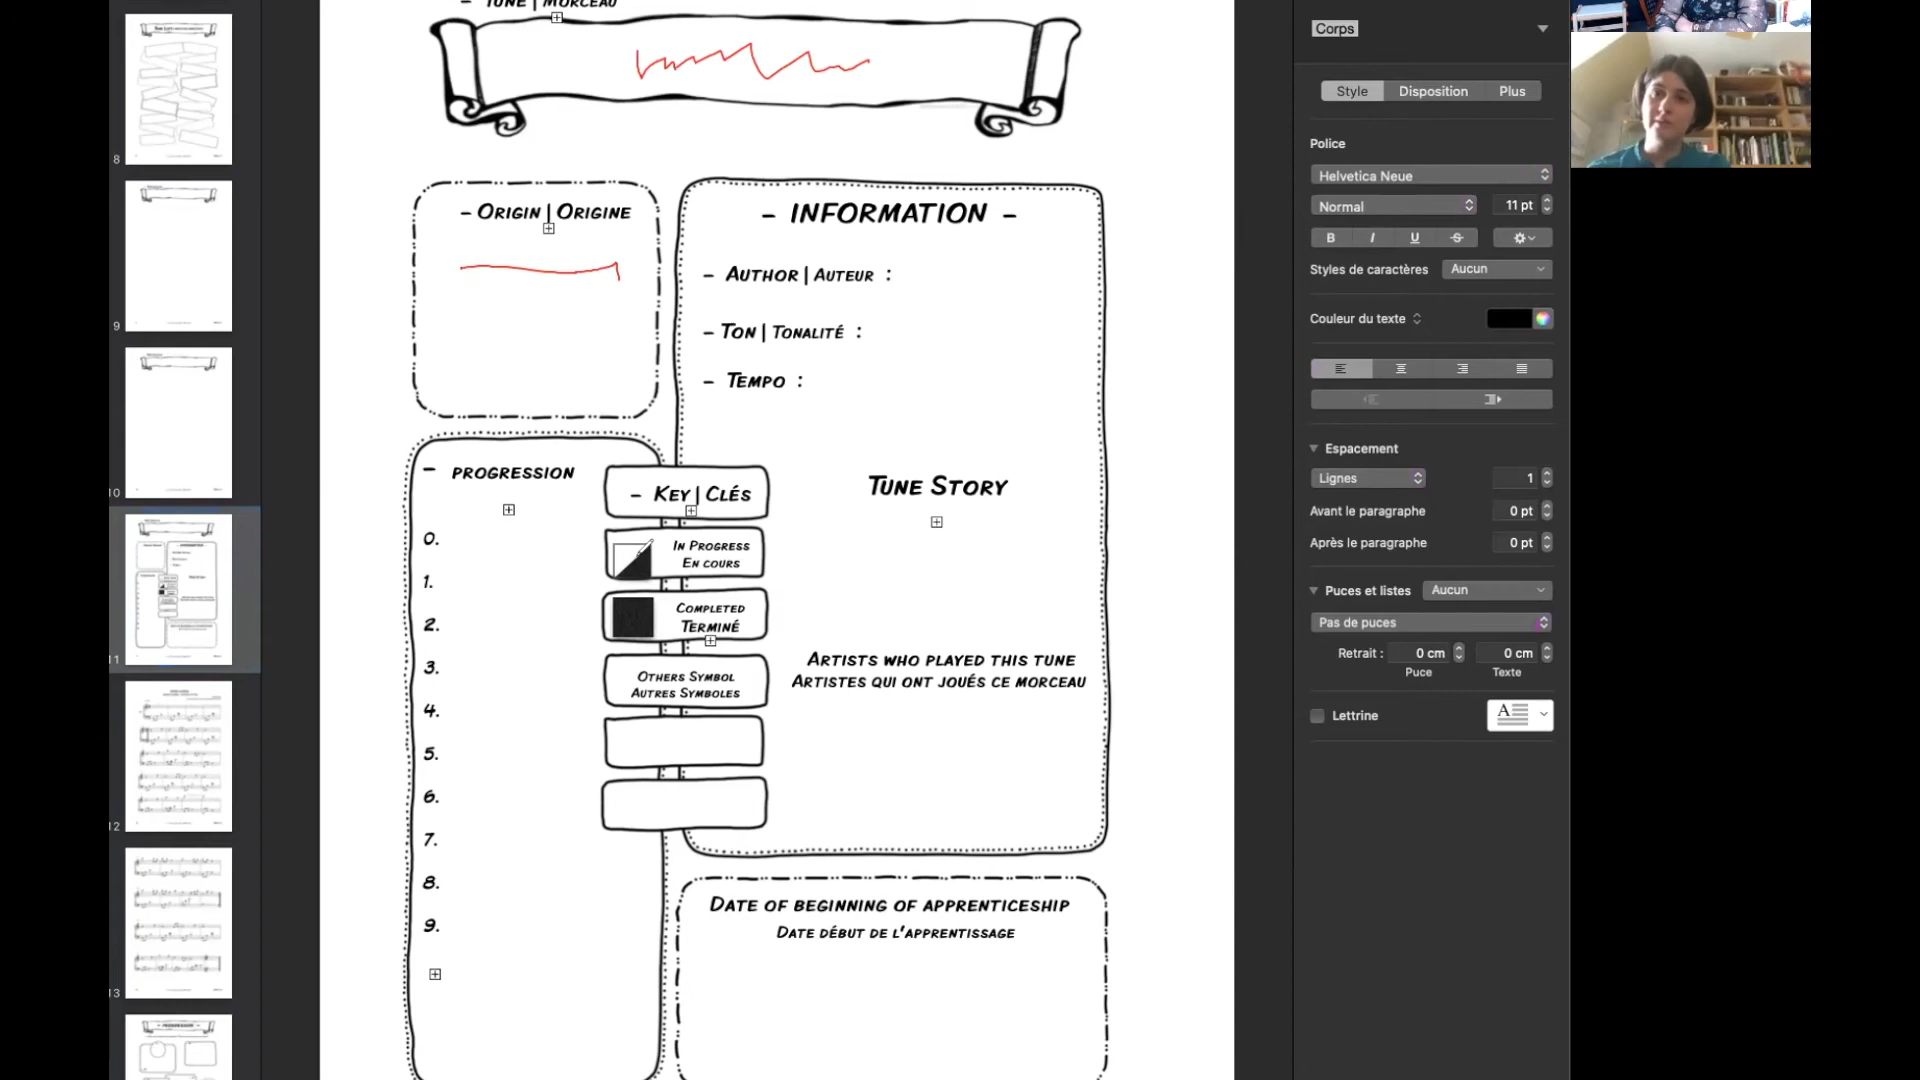 – Tune | Morceau
– Origin | Origine
– INFORMATION –
– Author | Auteur :
– Ton | Tonalité :
– Tempo :
– progression
0.
1.
2.
3.
4.
5.
6.
7.
8.
9.
– Key | Clés
In Progress
En cours
Completed
Terminé
Others Symbol
Autres Symboles
Tune Story
Artists who played this tune
Artistes qui ont joués ce morceau
Date of beginning of apprenticeship
Date début de l'apprentissage
8
9
10
11
12
13
Corps
Style Disposition Plus
Police
Helvetica Neue
Normal 11 pt
B I U S
Styles de caractères Aucun
Couleur du texte
Espacement
Lignes 1
Avant le paragraphe 0 pt
Après le paragraphe 0 pt
Puces et listes Aucun
Pas de puces
Retrait : 0 cm 0 cm
Puce Texte
Lettrine A